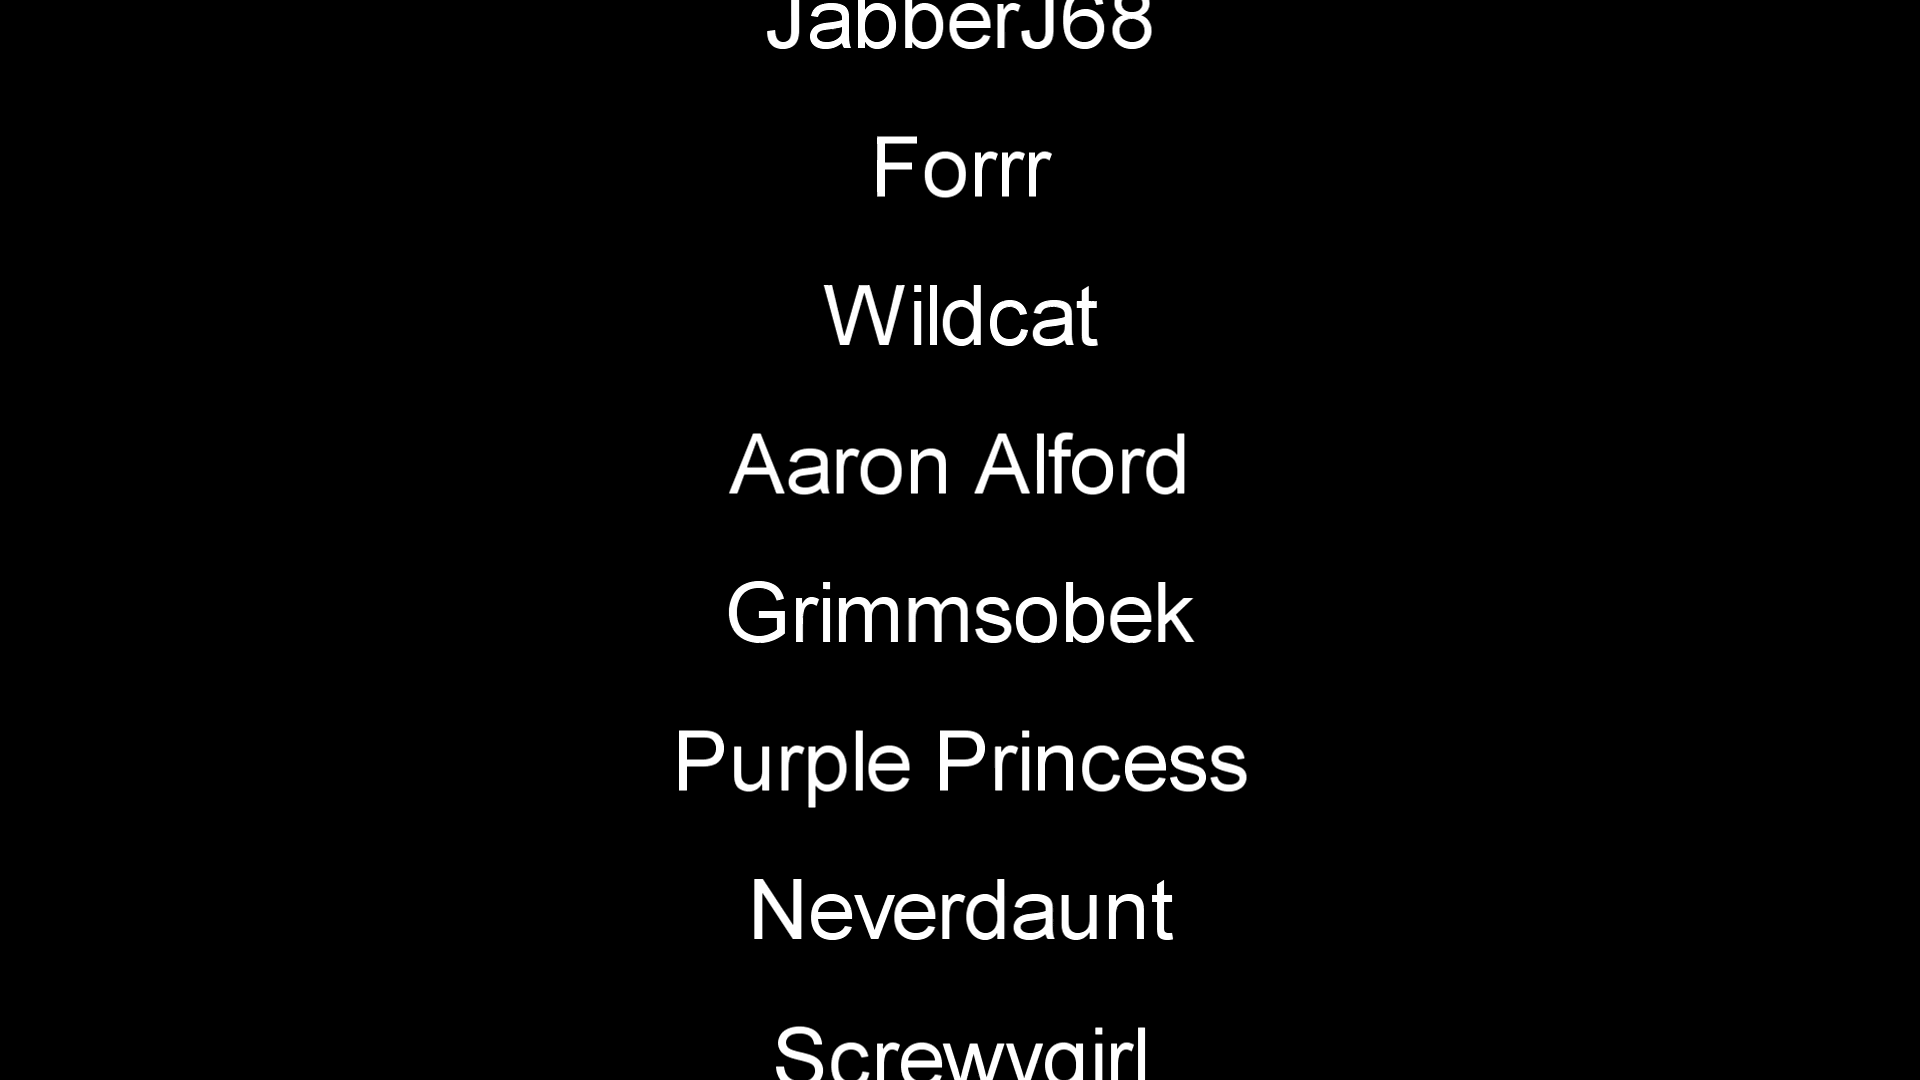 JabberJ68
Forrr
Wildcat
Aaron Alford
Grimmsobek
Purple Princess
Neverdaunt
Screwygirl